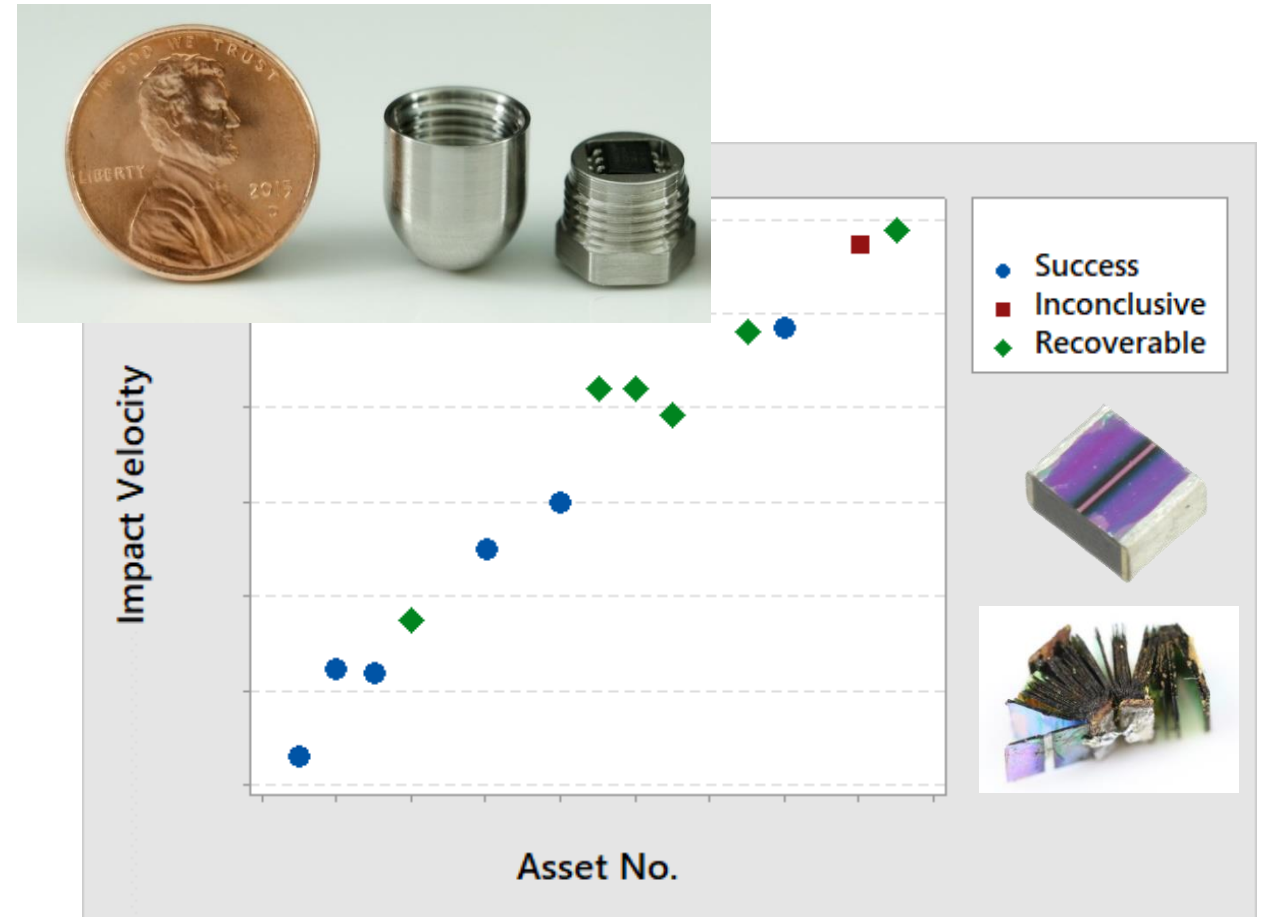 IN GOD WE TRUST
LIBERTY
2015
D
Success
Inconclusive
Recoverable
Impact Velocity
Asset No.